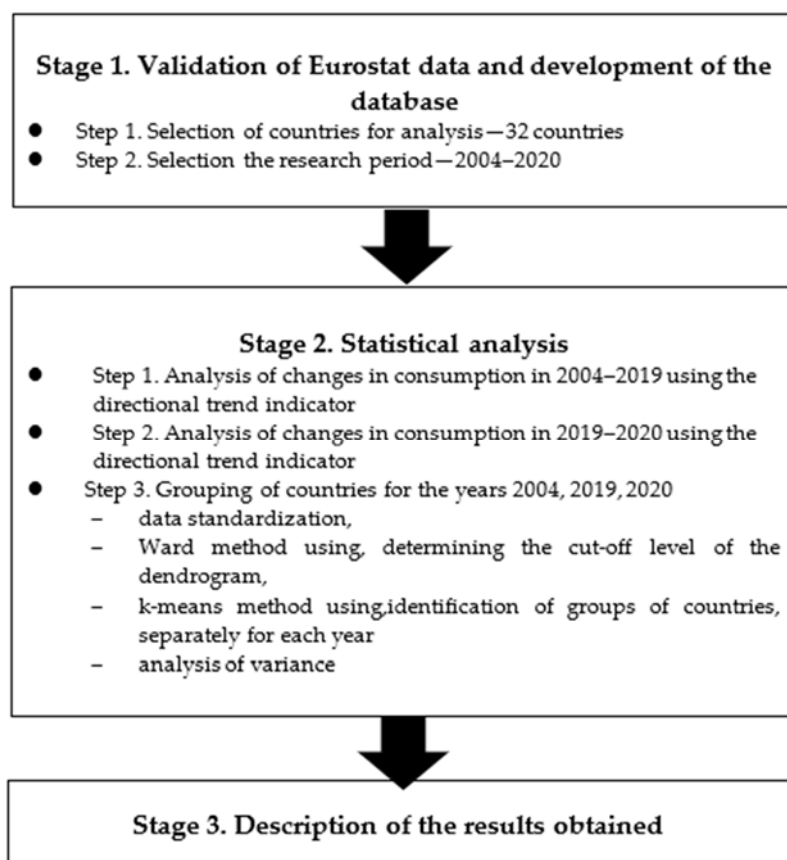 Stage 1. Validation of Eurostat data and development of the
database
● Step 1. Selection of countries for analysis—32 countries
● Step 2. Selection the research period—2004–2020
Stage 2. Statistical analysis
● Step 1. Analysis of changes in consumption in 2004–2019 using the
directional trend indicator
● Step 2. Analysis of changes in consumption in 2019–2020 using the
directional trend indicator
● Step 3. Grouping of countries for the years 2004, 2019, 2020
– data standardization,
– Ward method using, determining the cut-off level of the
dendrogram,
– k-means method using,identification of groups of countries,
separately for each year
– analysis of variance
Stage 3. Description of the results obtained